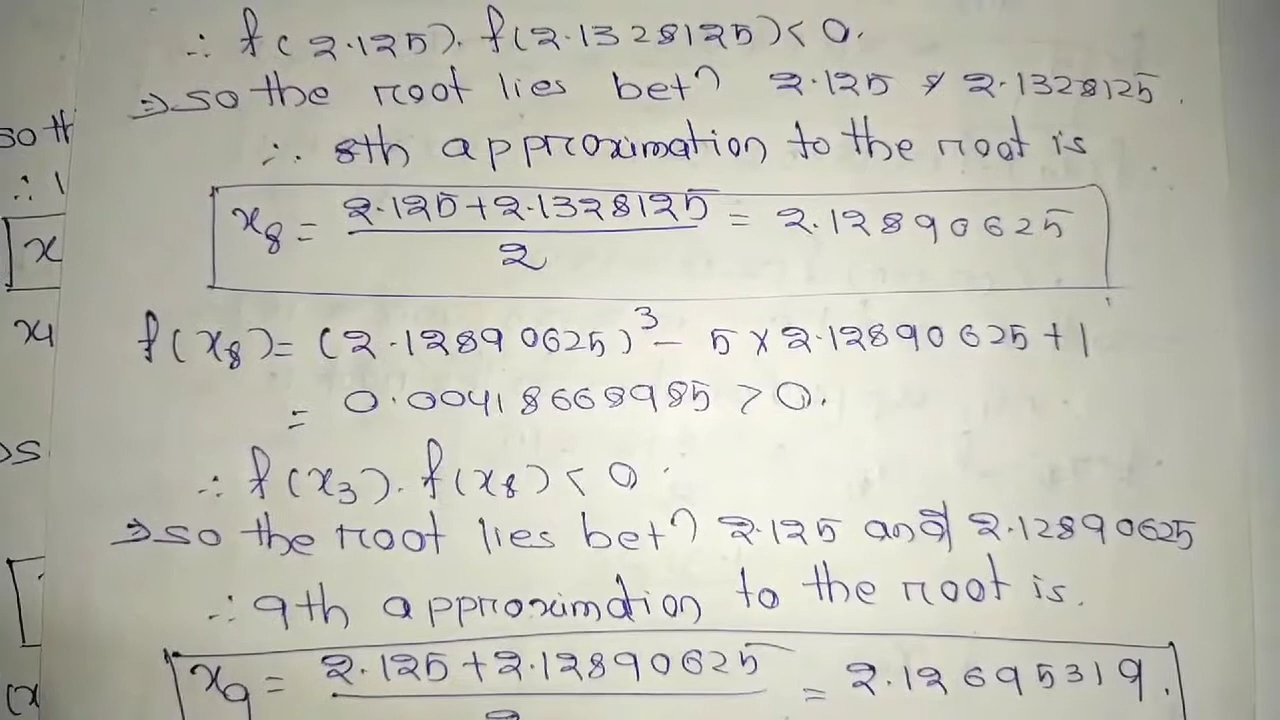 ∴ f(2.125). f(2.1328125) < 0.
⇒ so the root lies betⁿ 2.125 & 2.1328125.
∴ 8th approximation to the root is
x₈ = (2.125+2.1328125)/2 = 2.12890625
f(x₈) = (2.12890625)³ - 5×2.12890625+1
= 0.00418668985 > 0.
∴ f(x₃). f(x₈) < 0.
⇒ so the root lies betⁿ 2.125 and 2.12890625
∴ 9th approximation to the root is.
x₉ = (2.125+2.12890625)/2 = 2.12695319.